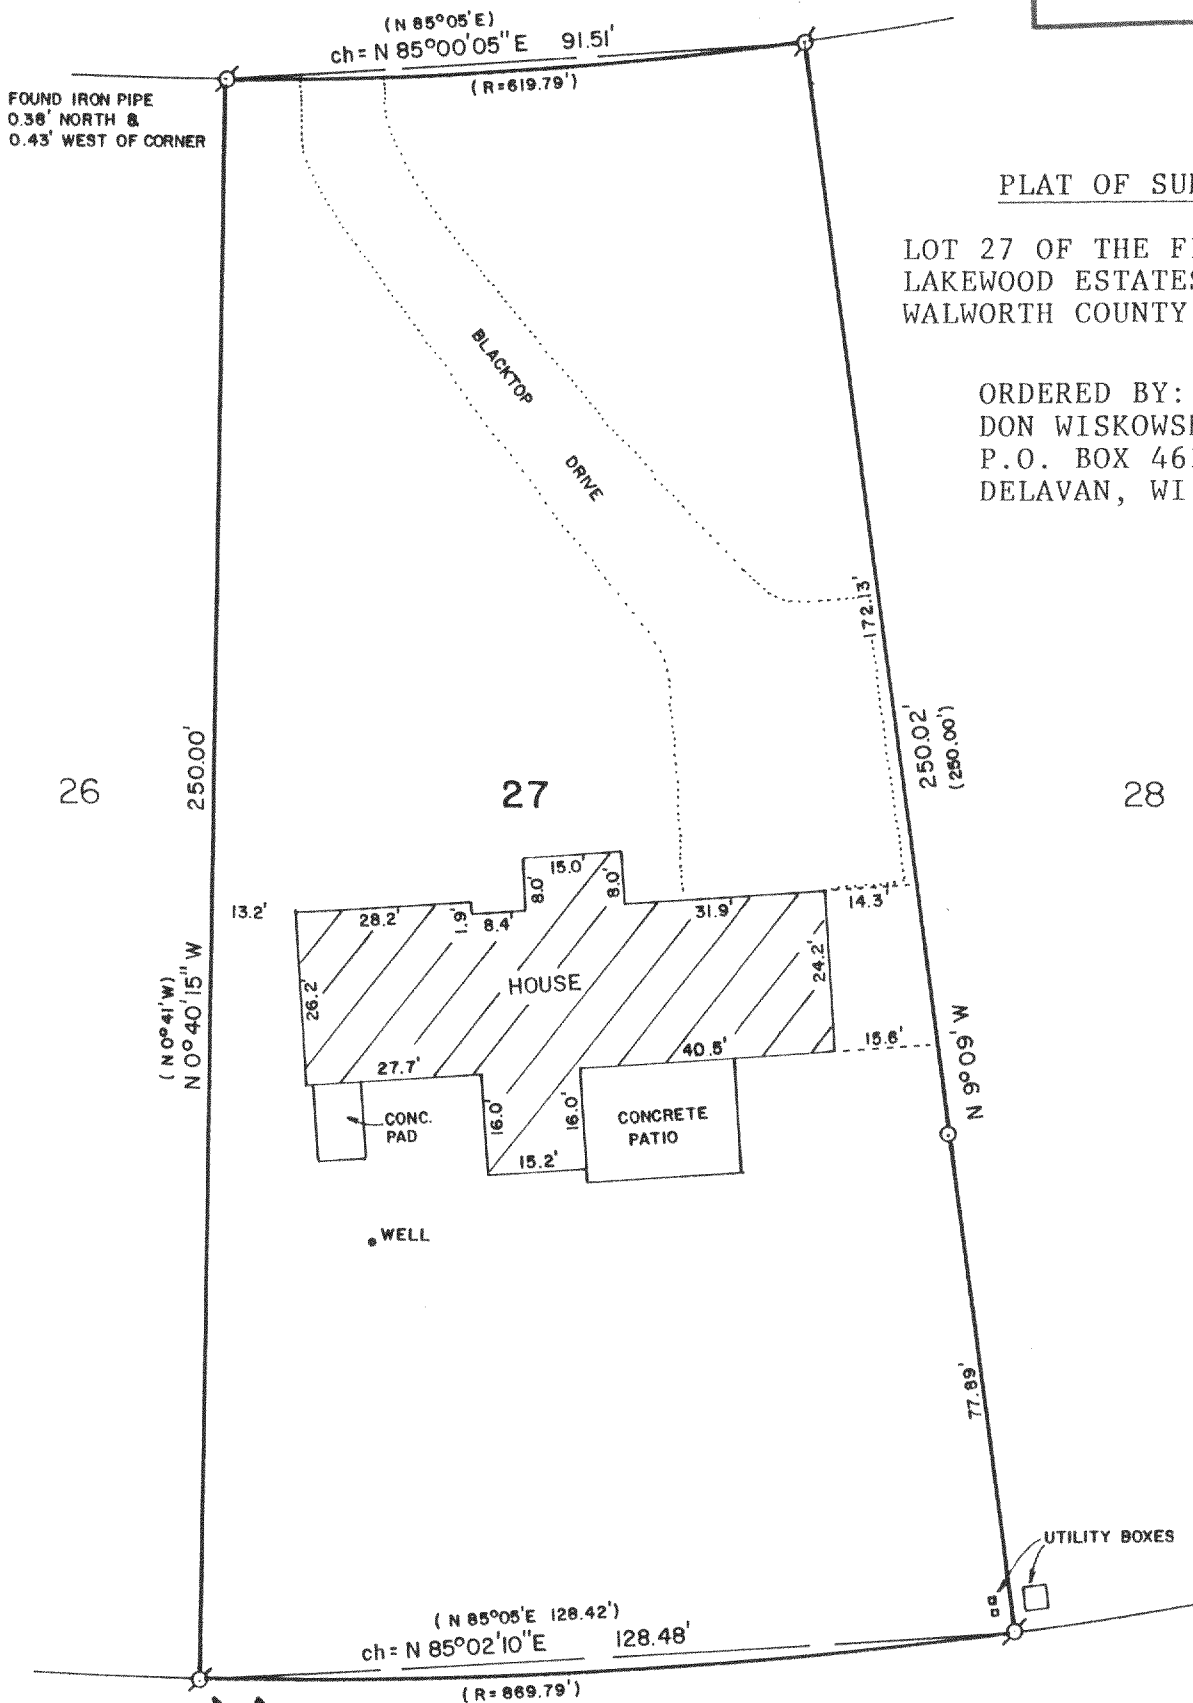 (N 85°05'E)
ch= N 85°00'05"E 91.51'
(R=619.79')
FOUND IRON PIPE
0.38' NORTH &
0.43' WEST OF CORNER
PLAT OF SU
LOT 27 OF THE
LAKEWOOD ESTATES
WALWORTH COUNTY
ORDERED BY:
DON WISKOWS
P.O. BOX 46
DELAVAN, WI
BLACKTOP
DRIVE
172.13'
250.02'
(250.00')
250.00'
26
27
28
15.0'
8.0'
8.0'
13.2'
28.2'
1.9'
8.4'
31.9'
14.3'
24.2'
HOUSE
26.2'
(N 0°41'W)
N 0°40'15" W
N 9°09' W
15.6'
40.5'
27.7'
CONC.
PAD
16.0'
16.0'
CONCRETE
PATIO
15.2'
WELL
77.89'
UTILITY BOXES
(N 85°05'E 128.42')
ch= N 85°02'10"E 128.48'
(R=869.79')